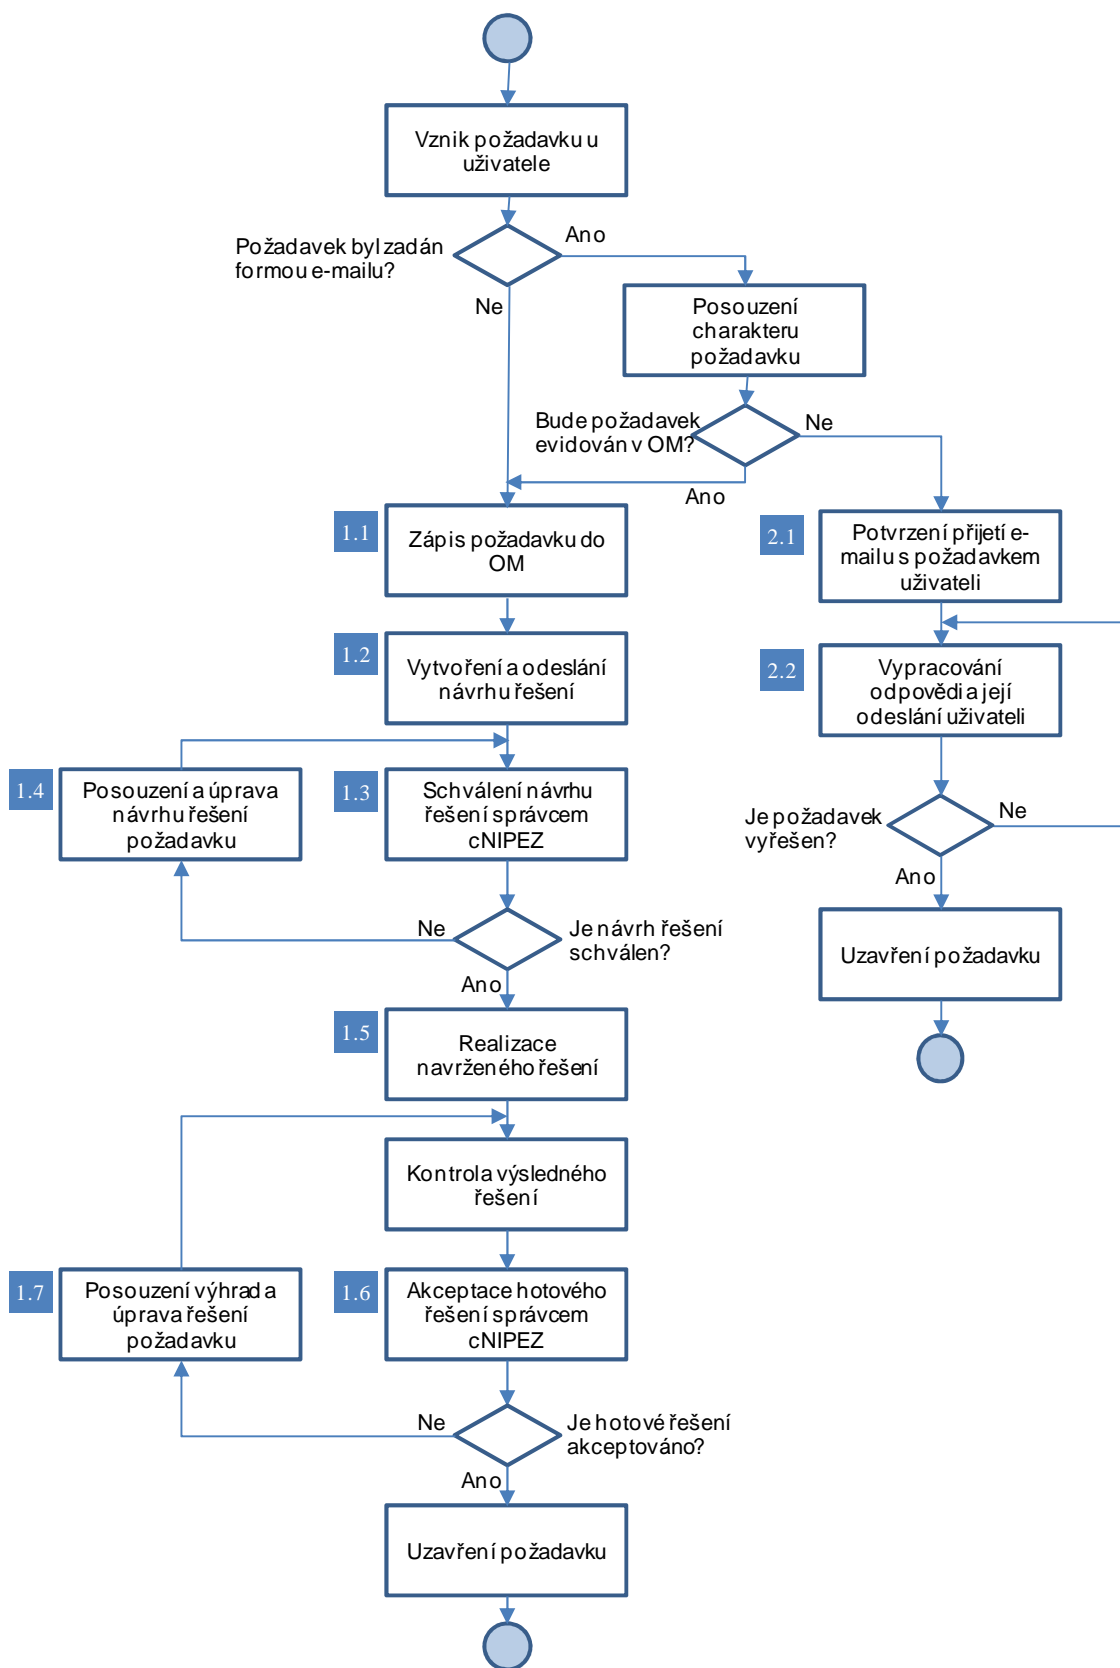 Vznik požadavku u
uživatele
Požadavek byl zadán
formou e-mailu?
Ano
Ne
Posouzení
charakteru
požadavku
Bude požadavek
evidován v OM?
Ne
Ano
1.1
Zápis požadavku do
OM
2.1
Potvrzení přijetí e-
mailu s požadavkem
uživateli
1.2
Vytvoření a odeslání
návrhu řešení
2.2
Vypracování
odpovědi a její
odeslání uživateli
1.4
Posouzení a úprava
návrhu řešení
požadavku
1.3
Schválení návrhu
řešení správcem
cNIPEZ
Je požadavek
vyřešen?
Ne
Ano
Ne
Je návrh řešení
schválen?
Ano
Uzavření požadavku
1.5
Realizace
navrženého řešení
Kontrola výsledného
řešení
1.7
Posouzení výhrad a
úprava řešení
požadavku
1.6
Akceptace hotového
řešení správcem
cNIPEZ
Ne
Je hotové řešení
akceptováno?
Ano
Uzavření požadavku